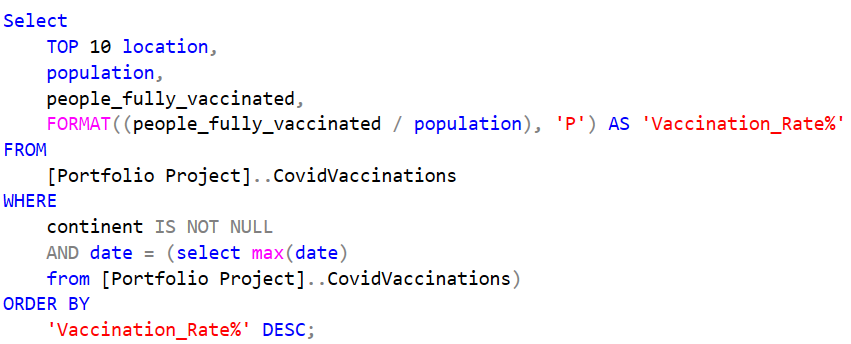 Select
TOP 10 location,
population,
people_fully_vaccinated,
FORMAT((people_fully_vaccinated / population), 'P') AS 'Vaccination_Rate%'
FROM
[Portfolio Project]..CovidVaccinations
WHERE
continent IS NOT NULL
AND date = (select max(date)
from [Portfolio Project]..CovidVaccinations)
ORDER BY
'Vaccination_Rate%' DESC;